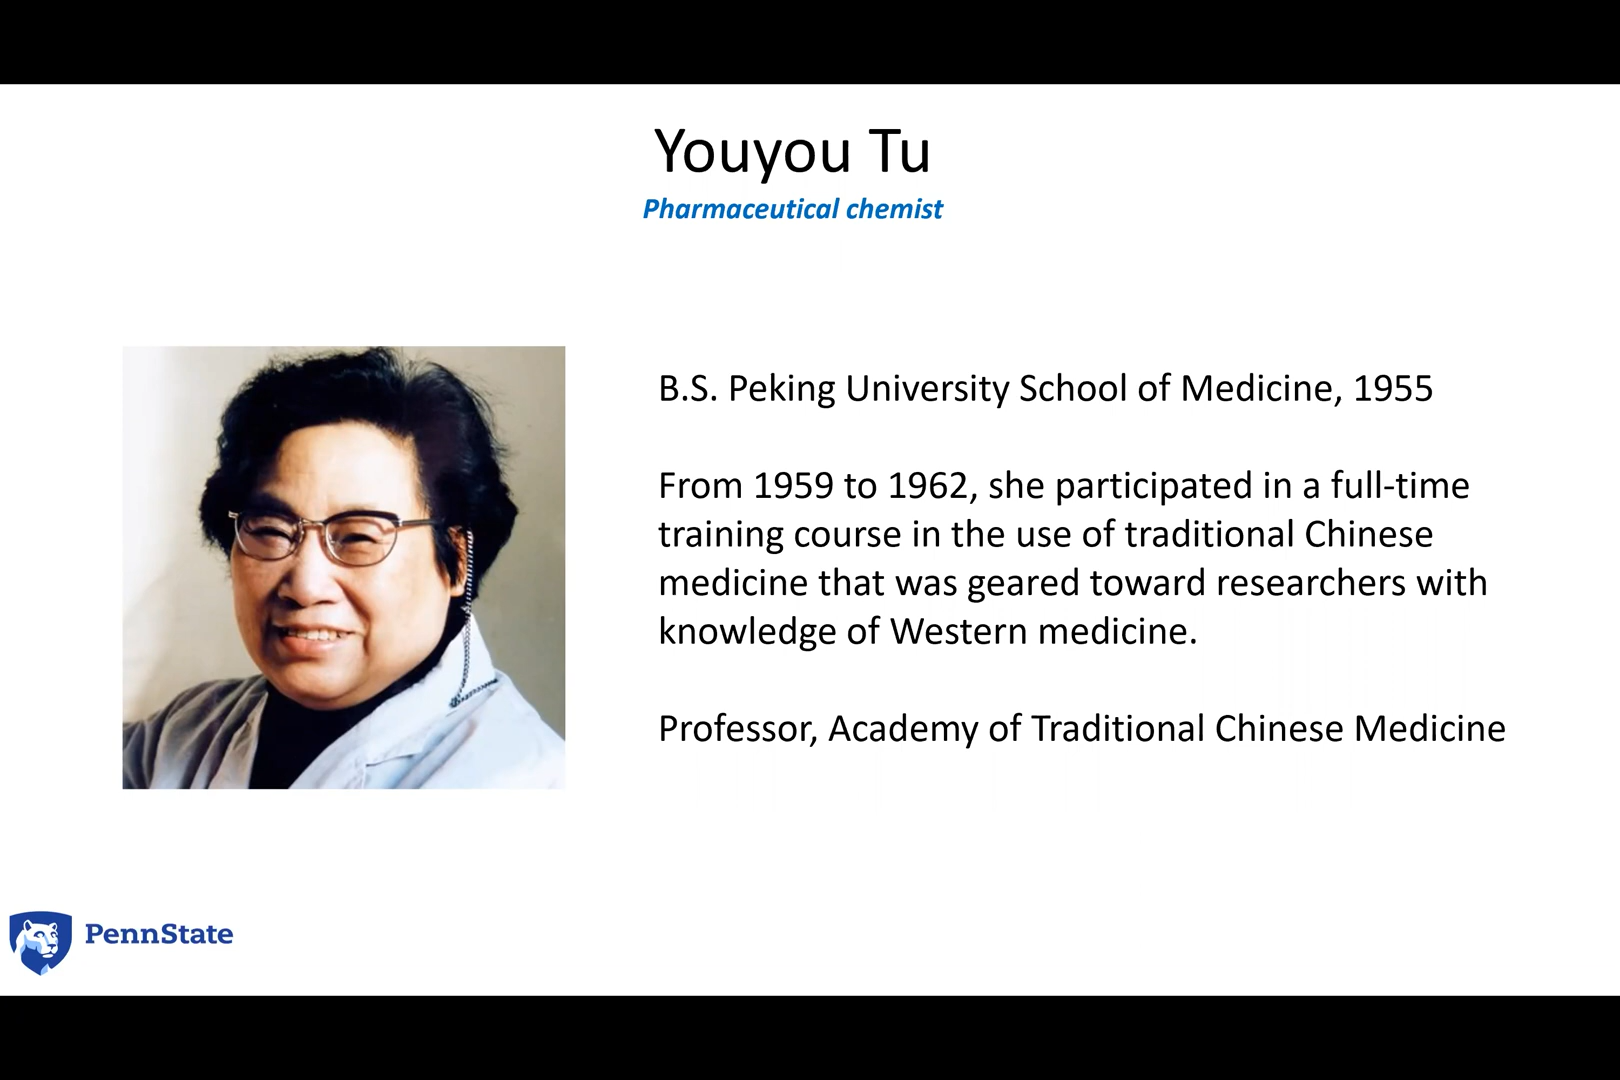 Youyou Tu
Pharmaceutical chemist
B.S. Peking University School of Medicine, 1955
From 1959 to 1962, she participated in a full-time
training course in the use of traditional Chinese
medicine that was geared toward researchers with
knowledge of Western medicine.
Professor, Academy of Traditional Chinese Medicine
PennState